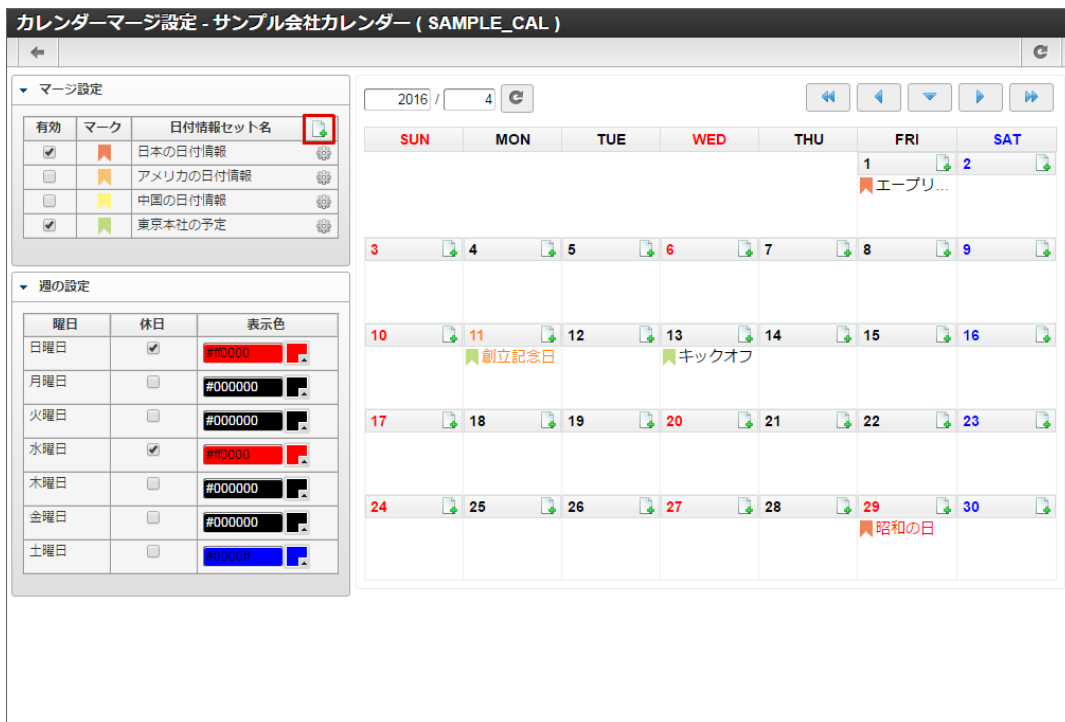 カレンダーマージ設定 - サンプル会社カレンダー ( SAMPLE_CAL )
マージ設定
有効 マーク 日付情報セット名
日本の日付情報
アメリカの日付情報
中国の日付情報
東京本社の予定
週の設定
曜日 休日 表示色
日曜日 #ff0000
月曜日 #000000
火曜日 #000000
水曜日 #ff0000
木曜日 #000000
金曜日 #000000
土曜日 #0000ff
2016 / 4
SUN MON TUE WED THU FRI SAT
1 2
エープリ...
3 4 5 6 7 8 9
10 11 12 13 14 15 16
創立記念日 キックオフ
17 18 19 20 21 22 23
24 25 26 27 28 29 30
昭和の日